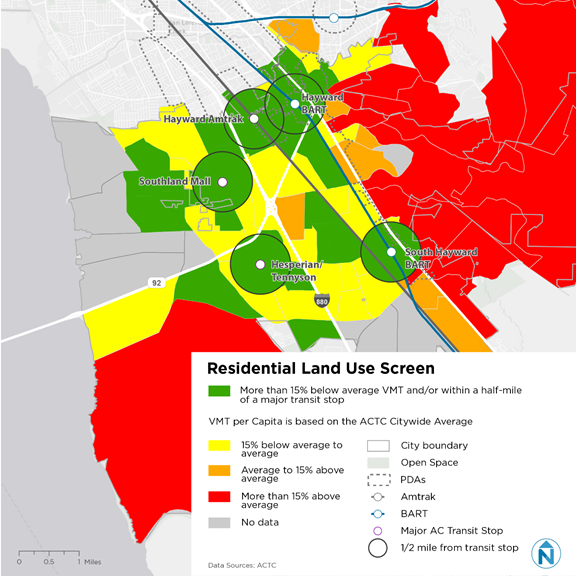 San Lorenzo
Hayward
BART
Hayward Amtrak
Southland Mall
South Hayward
BART
Hesperian/
Tennyson
92
880
Residential Land Use Screen
More than 15% below average VMT and/or within a half-mile
of a major transit stop
VMT per Capita is based on the ACTC Citywide Average
15% below average to
average
Average to 15% above
average
More than 15% above
average
No data
City boundary
Open Space
PDAs
Amtrak
BART
Major AC Transit Stop
1/2 mile from transit stop
0 0.5 1 Miles
Data Sources: ACTC
N